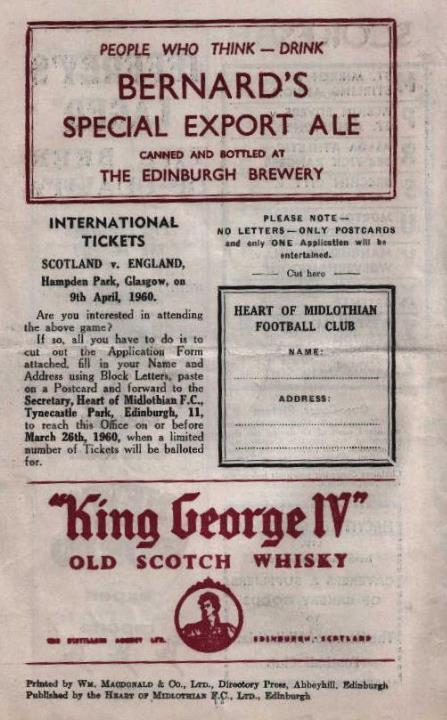 PEOPLE WHO THINK — DRINK
BERNARD'S
SPECIAL EXPORT ALE
CANNED AND BOTTLED AT
THE EDINBURGH BREWERY
INTERNATIONAL
TICKETS
SCOTLAND v. ENGLAND,
Hampden Park, Glasgow, on
9th April, 1960.
Are you interested in attending
the above game?
If so, all you have to do is to
cut out the Application Form
attached, fill in your Name and
Address using Block Letters, paste
on a Postcard and forward to the
Secretary, Heart of Midlothian F.C.,
Tynecastle Park, Edinburgh, 11,
to reach this Office on or before
March 26th, 1960, when a limited
number of Tickets will be balloted
for.
PLEASE NOTE —
NO LETTERS — ONLY POSTCARDS
and only ONE Application will be
entertained.
Cut here
HEART OF MIDLOTHIAN
FOOTBALL CLUB
NAME:
ADDRESS:
"King George IV"
OLD SCOTCH WHISKY
THE DISTILLERS AGENCY LTD. EDINBURGH, SCOTLAND
Printed by WM. MACDONALD & CO., LTD., Directory Press, Abbeyhill, Edinburgh
Published by the HEART OF MIDLOTHIAN F.C., LTD., Edinburgh